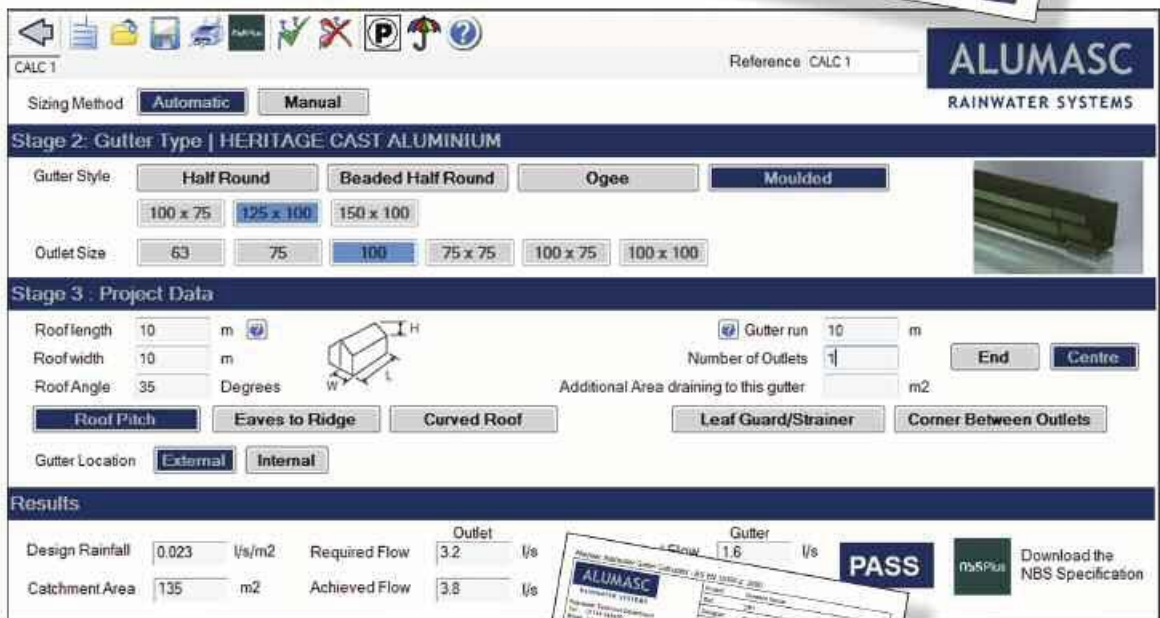 P
CALC 1
Reference CALC 1
ALUMASC
RAINWATER SYSTEMS
Sizing Method Automatic Manual
Stage 2: Gutter Type | HERITAGE CAST ALUMINIUM
Gutter Style Half Round Beaded Half Round Ogee Moulded
100 x 75 125 x 100 150 x 100
Outlet Size 63 75 100 75 x 75 100 x 75 100 x 100
Stage 3 : Project Data
Roof length 10 m Gutter run 10 m
Roof width 10 m Number of Outlets 1 End Centre
Roof Angle 35 Degrees Additional Area draining to this gutter m2
H
W
L
Roof Pitch Eaves to Ridge Curved Roof Leaf Guard/Strainer Corner Between Outlets
Gutter Location External Internal
Results
Outlet Gutter
Design Rainfall 0.023 l/s/m2 Required Flow 3.2 l/s Flow 1.6 l/s PASS nbsPlus Download the
NBS Specification
Catchment Area 135 m2 Achieved Flow 3.8 l/s
ALUMASC
RAINWATER SYSTEMS